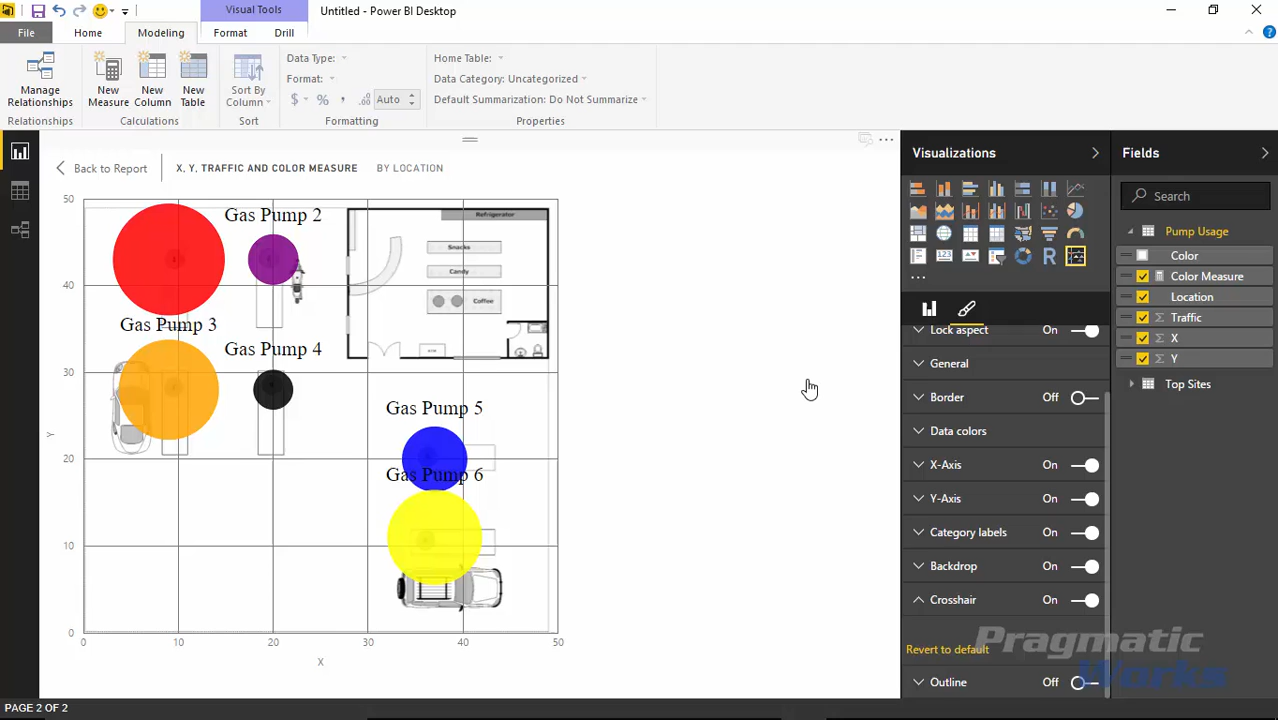 Visual Tools
Untitled - Power BI Desktop
File
Home
Modeling
Format
Drill
Manage
Relationships
New
Measure
New
Column
New
Table
Sort By
Column
Data Type:
Format:
$ % , .00 Auto
Home Table:
Data Category: Uncategorized
Default Summarization: Do Not Summarize
Relationships
Calculations
Sort
Formatting
Properties
Back to Report
X, Y, TRAFFIC AND COLOR MEASURE
BY LOCATION
50
40
30
20
10
0
Y
0
10
20
30
40
50
X
Gas Pump 2
Gas Pump 3
Gas Pump 4
Gas Pump 5
Gas Pump 6
Refrigerator
Snacks
Candy
Coffee
ATM
Visualizations
R
Lock aspect On
General
Border Off
Data colors
X-Axis On
Y-Axis On
Category labels On
Backdrop On
Crosshair On
Revert to default
Outline Off
Fields
Search
Pump Usage
Color
Color Measure
Location
Σ Traffic
Σ X
Σ Y
Top Sites
Pragmatic
Works
PAGE 2 OF 2